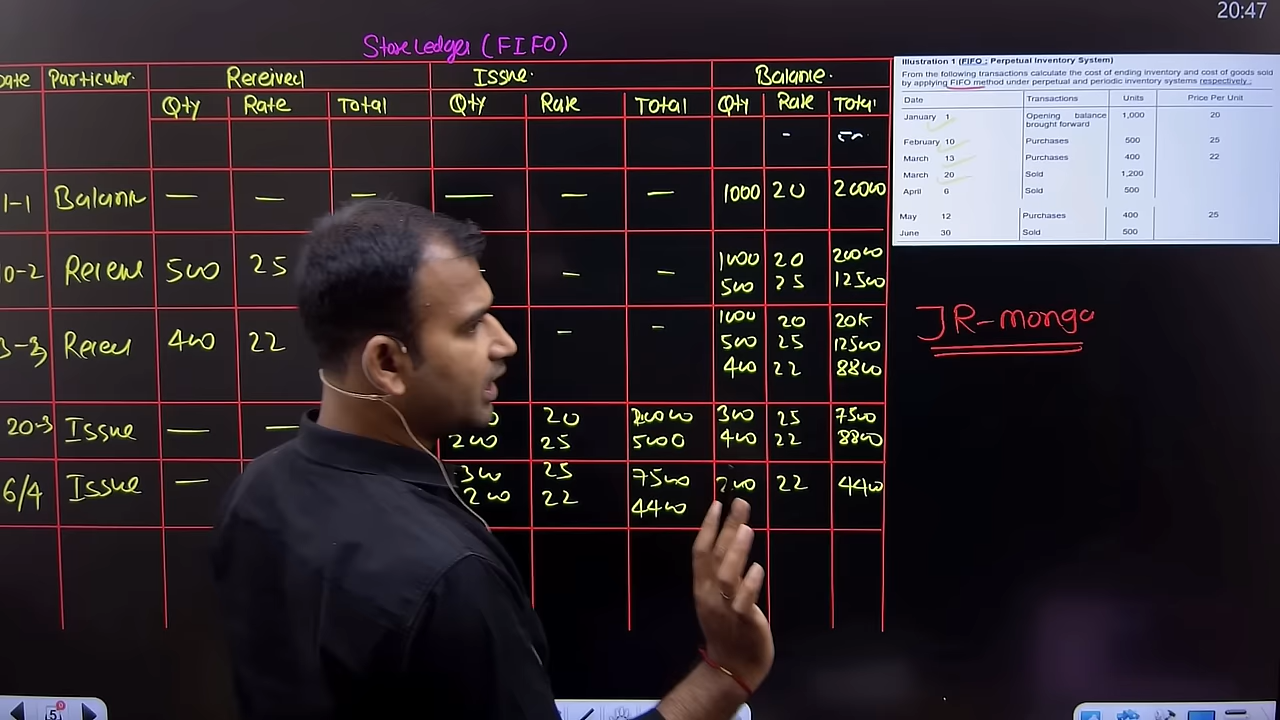 20:47
Store Ledger (FIFO)
Date Particular Received Issue Balance
Qty Rate Total Qty Rate Total Qty Rate Total
1-1 Balance — — — — — — 1000 20 20000
10-2 500 25 - — — 1000 20 20000
500 25 12500
3-3 400 22 — — 1000 20 20K
500 25 12500
400 22 8800
20-3 Issue — — 20 300 25 7500
200 25 5000 400 22 8800
6/4 Issue — 300 25 7500 200 22 4400
200 22 4400
Illustration 1 (FIFO : Perpetual Inventory System)
From the following transactions calculate the cost of ending inventory and cost of goods sold
by applying FIFO method under perpetual and periodic inventory systems respectively :
Date Transactions Units Price Per Unit
January 1 Opening balance 1,000 20
brought forward
February 10 Purchases 500 25
March 13 Purchases 400 22
March 20 Sold 1,200
April 6 Sold 500
May 12 Purchases 400 25
June 30 Sold 500
JR-monga
5